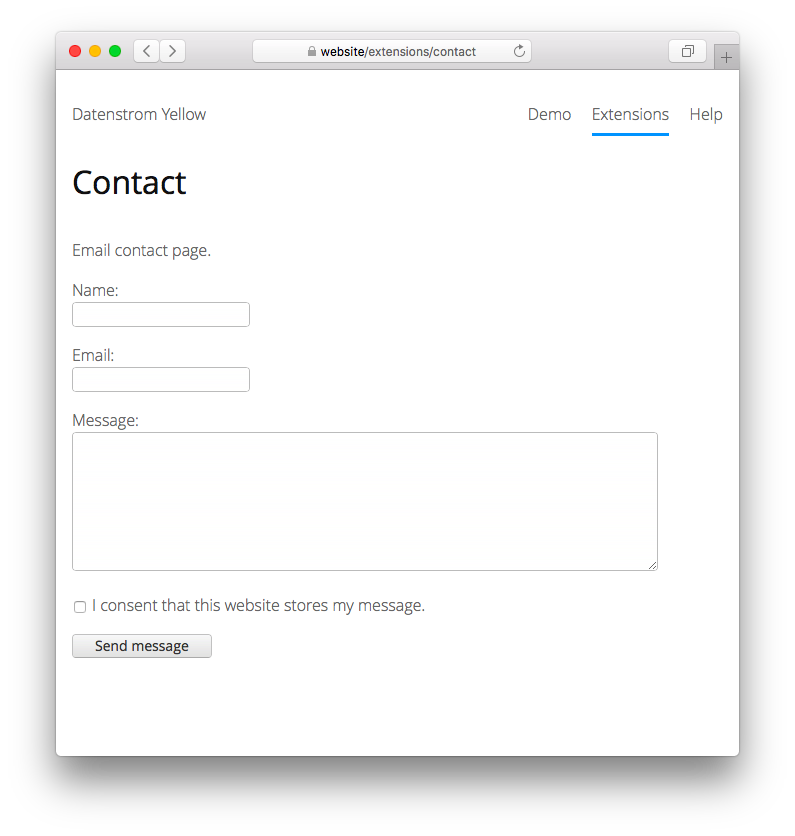 website/extensions/contact
Datenstrom Yellow
Demo Extensions Help
Contact
Email contact page.
Name:
Email:
Message:
I consent that this website stores my message.
Send message